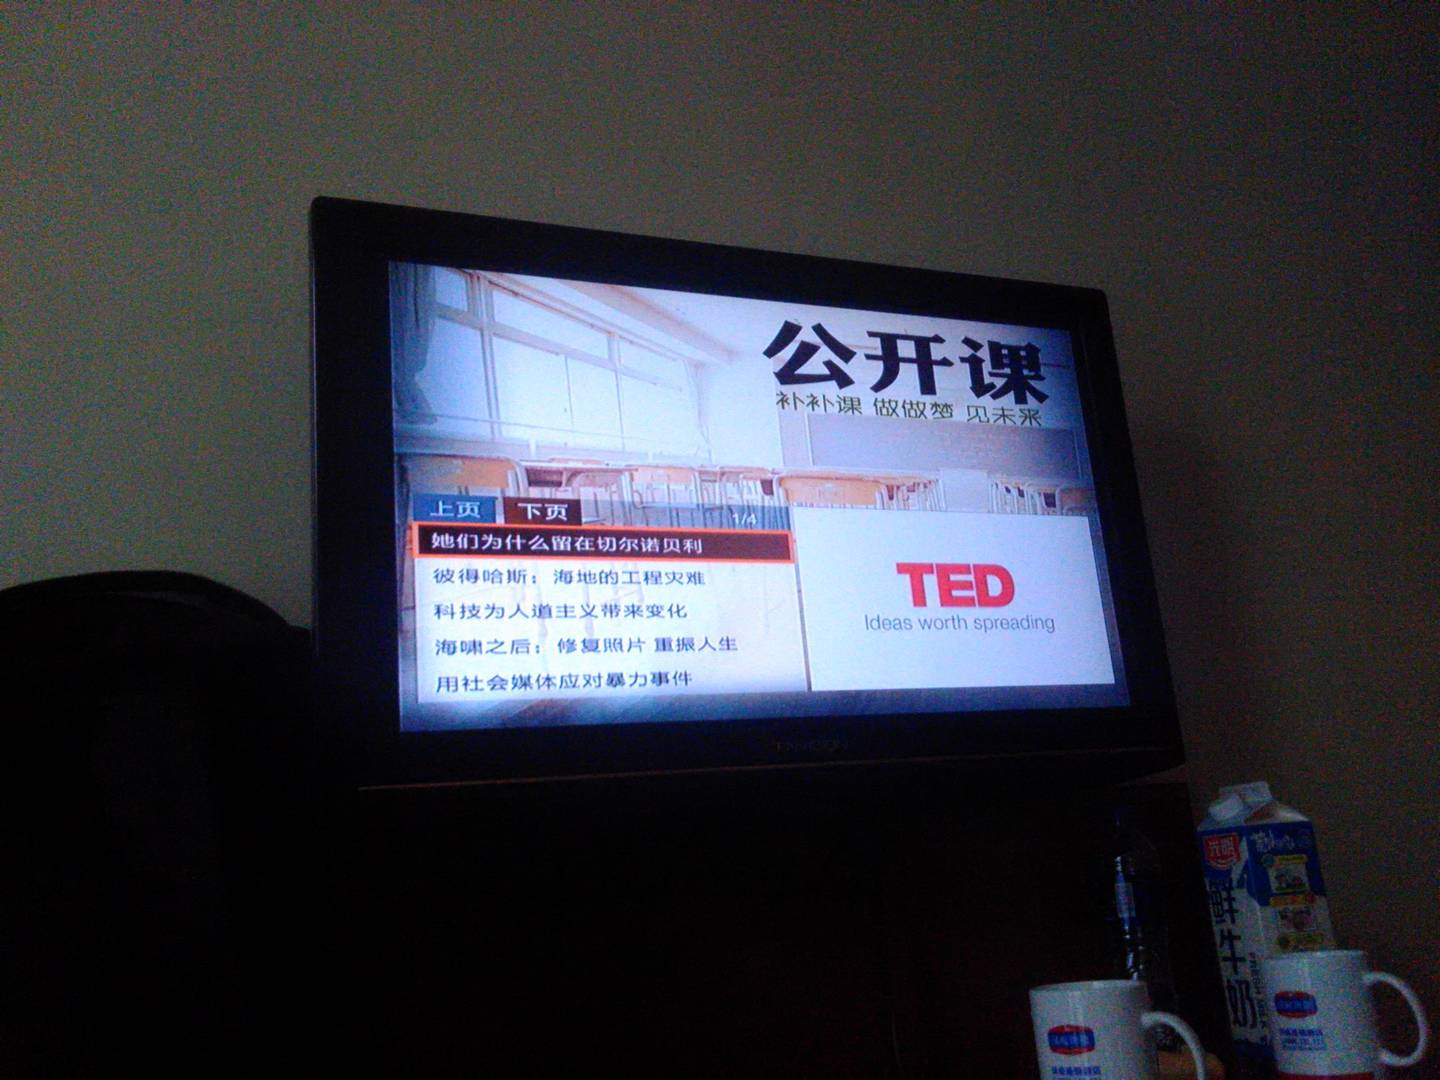 公开课
补补课 做做梦 见未来
上页 下页 1/4
她们为什么留在切尔诺贝利
彼得哈斯：海地的工程灾难
科技为人道主义带来变化
海啸之后：修复照片 重振人生
用社会媒体应对暴力事件
TED
Ideas worth spreading
ENVISION
光明
鲜牛奶
FRESH MILK